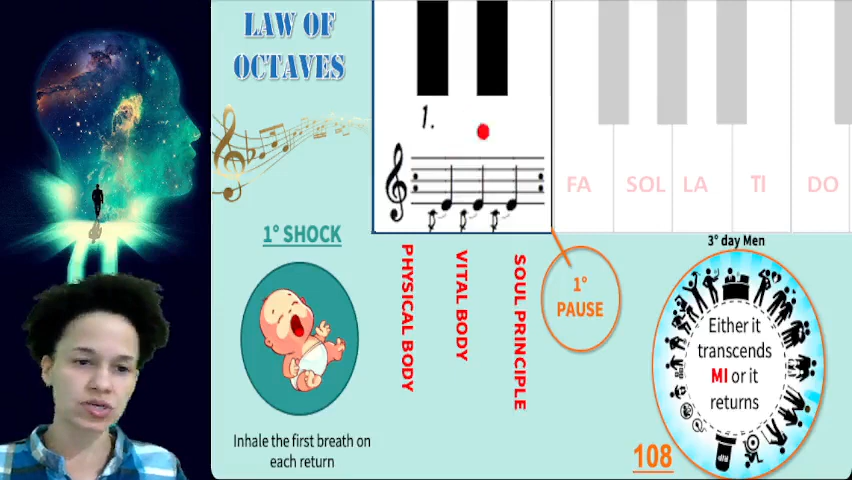 LAW OF
OCTAVES
1.
FA SOL LA TI DO
1° SHOCK
PHYSICAL BODY
VITAL BODY
SOUL PRINCIPLE
1°
PAUSE
3° day Men
Either it
transcends
MI or it
returns
RIP
Inhale the first breath on
each return
108